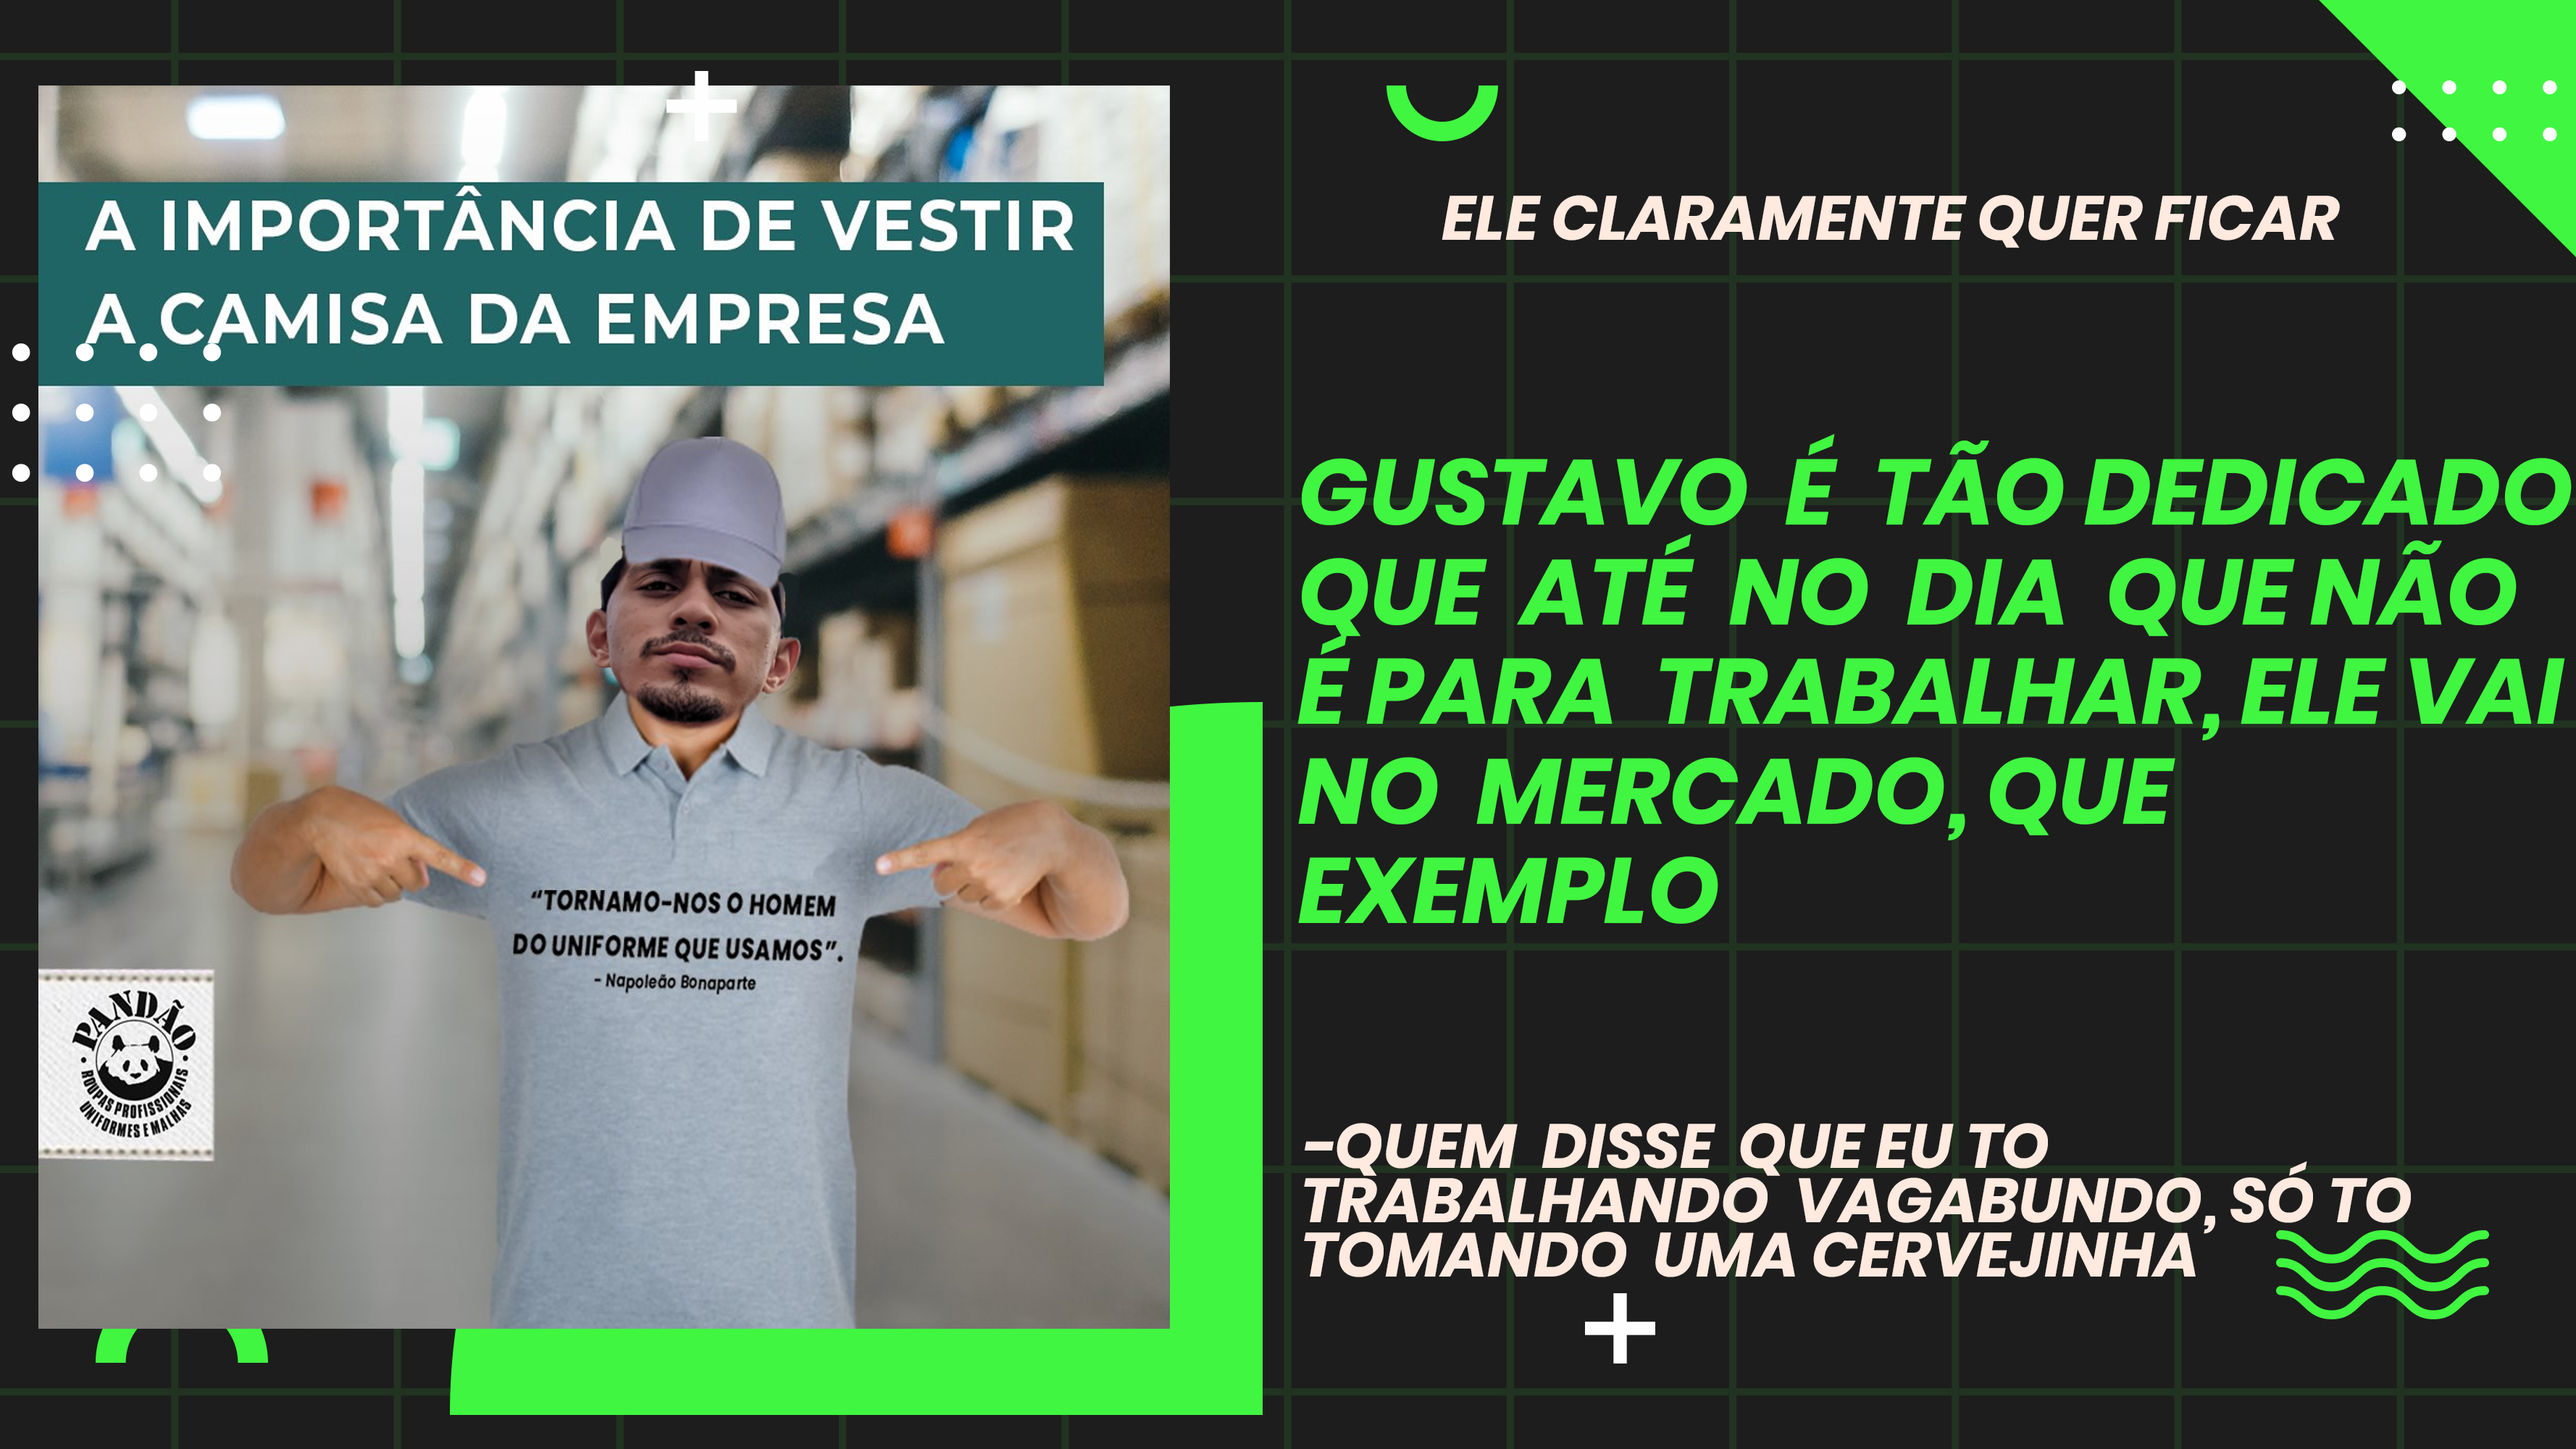 A IMPORTÂNCIA DE VESTIR
A CAMISA DA EMPRESA
“TORNAMO-NOS O HOMEM
DO UNIFORME QUE USAMOS”.
- Napoleão Bonaparte
PANDÃO
ROUPAS PROFISSIONAIS
UNIFORMES E MALHAS
ELE CLARAMENTE QUER FICAR
GUSTAVO É TÃO DEDICADO
QUE ATÉ NO DIA QUE NÃO
É PARA TRABALHAR, ELE VAI
NO MERCADO, QUE
EXEMPLO
-QUEM DISSE QUE EU TO
TRABALHANDO VAGABUNDO, SÓ TO
TOMANDO UMA CERVEJINHA